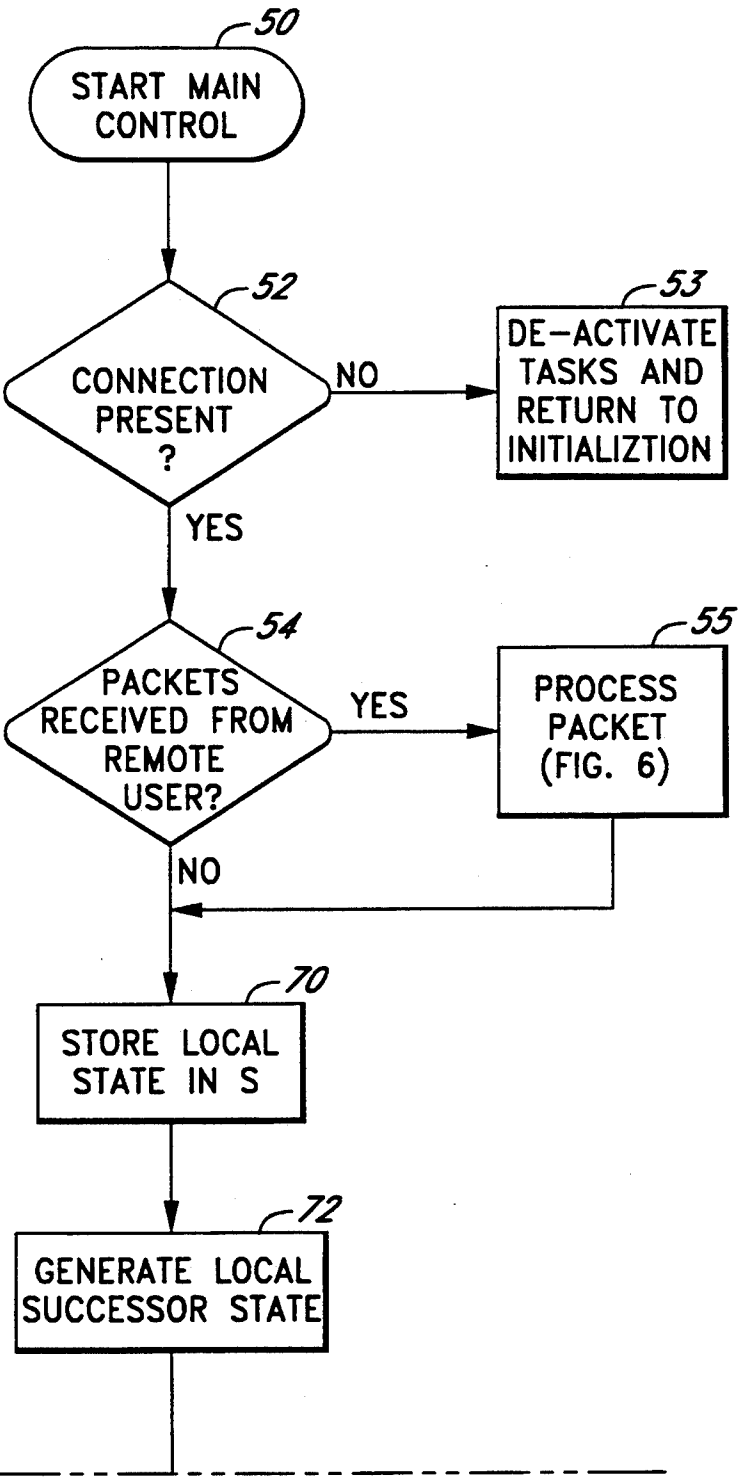 50
START MAIN
CONTROL
52
CONNECTION
PRESENT
?
NO
53
DE-ACTIVATE
TASKS AND
RETURN TO
INITIALIZTION
YES
54
PACKETS
RECEIVED FROM
REMOTE
USER?
YES
55
PROCESS
PACKET
(FIG. 6)
NO
70
STORE LOCAL
STATE IN S
72
GENERATE LOCAL
SUCCESSOR STATE